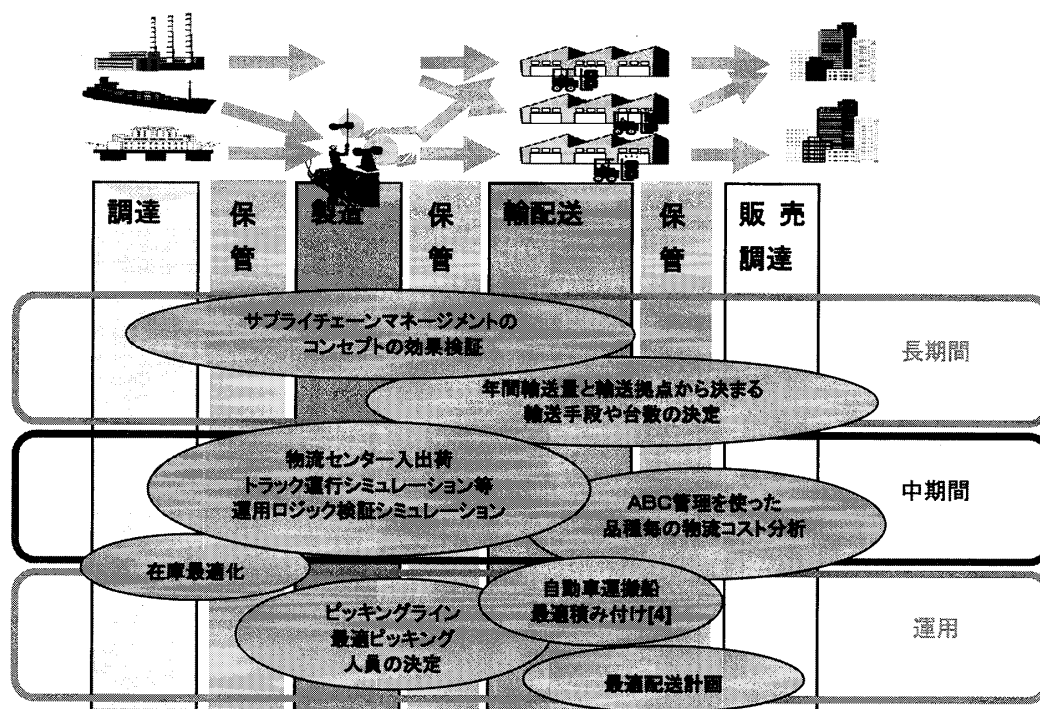 調達
保
管
製造
保
管
輸配送
保
管
販 売
調達
サプライチェーンマネージメントの
コンセプトの効果検証
長期間
年間輸送量と輸送拠点から決まる
輸送手段や台数の決定
物流センター入出荷
トラック運行シミュレーション等
運用ロジック検証シミュレーション
中期間
ABC管理を使った
品種毎の物流コスト分析
在庫最適化
自動車運搬船
最適積み付け[4]
ピッキングライン
最適ピッキング
人員の決定
運用
最適配送計画